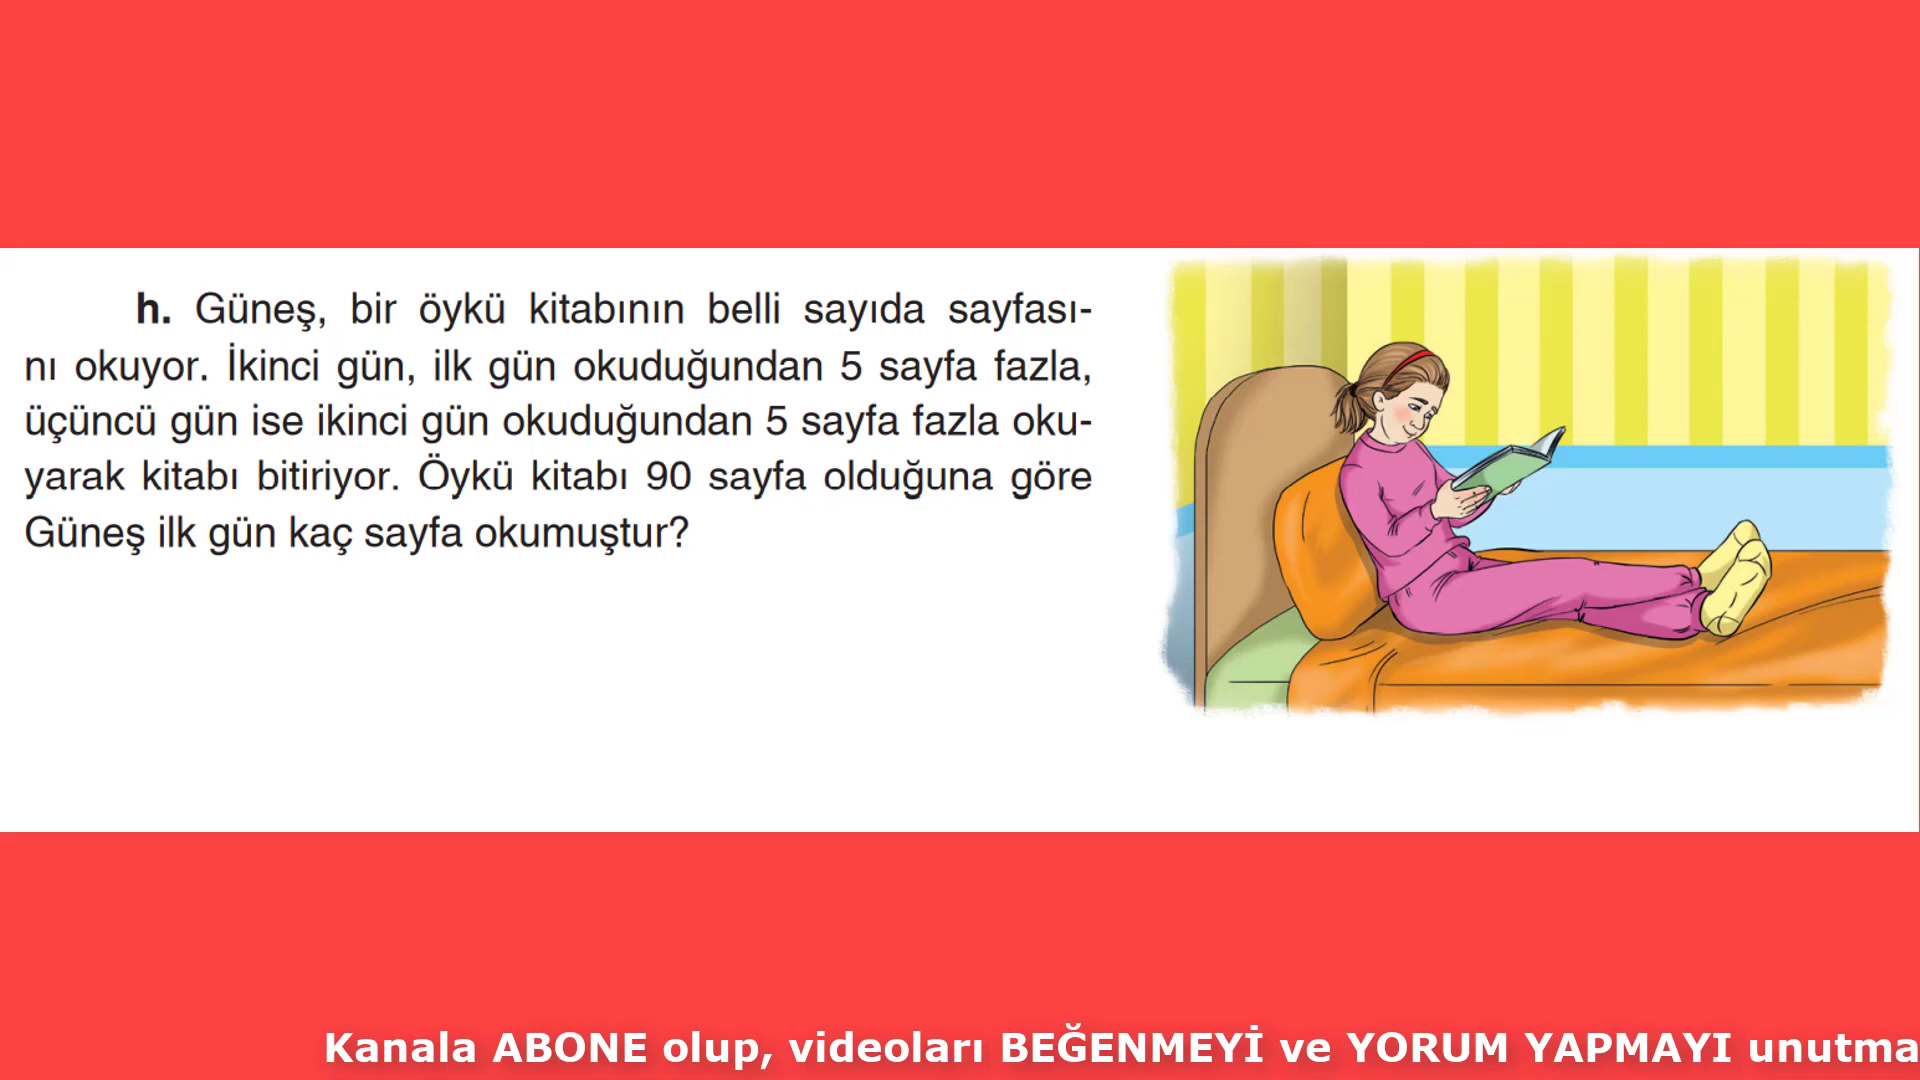 h. Güneş, bir öykü kitabının belli sayıda sayfası-
nı okuyor. İkinci gün, ilk gün okuduğundan 5 sayfa fazla,
üçüncü gün ise ikinci gün okuduğundan 5 sayfa fazla oku-
yarak kitabı bitiriyor. Öykü kitabı 90 sayfa olduğuna göre
Güneş ilk gün kaç sayfa okumuştur?
Kanala ABONE olup, videoları BEĞENMEYİ ve YORUM YAPMAYI unutma